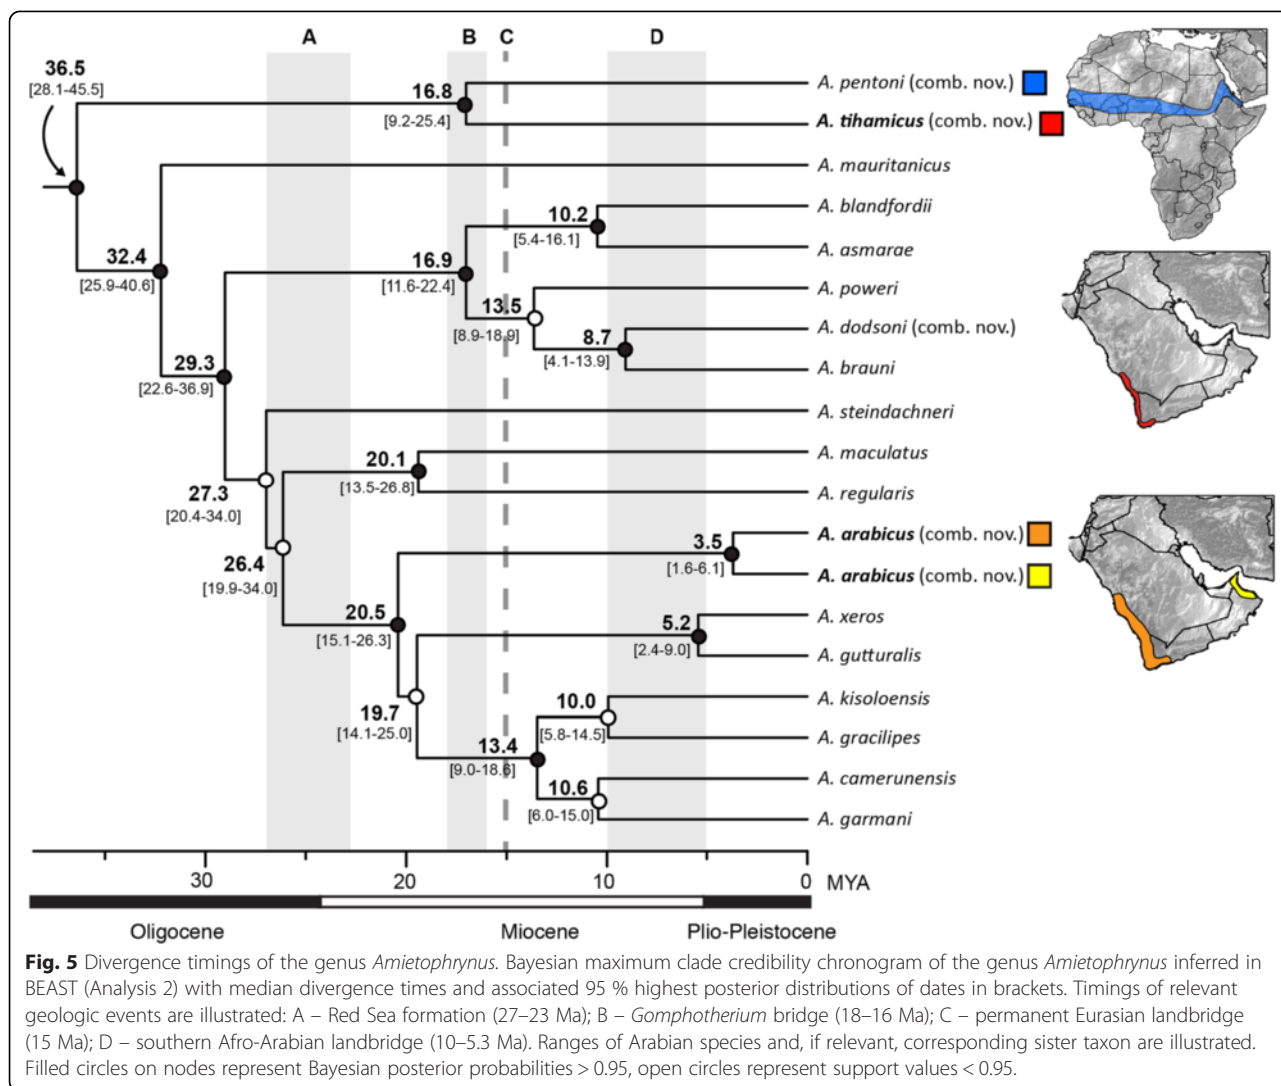 A B C D
36.5
[28.1-45.5]
16.8
[9.2-25.4]
A. pentoni (comb. nov.)
A. tihamicus (comb. nov.)
A. mauritanicus
32.4
[25.9-40.6]
10.2
[5.4-16.1]
A. blandfordii
A. asmarae
16.9
[11.6-22.4]
13.5
[8.9-18.9]
A. poweri
8.7
[4.1-13.9]
A. dodsoni (comb. nov.)
A. brauni
29.3
[22.6-36.9]
A. steindachneri
27.3
[20.4-34.0]
20.1
[13.5-26.8]
A. maculatus
A. regularis
26.4
[19.9-34.0]
3.5
[1.6-6.1]
A. arabicus (comb. nov.)
A. arabicus (comb. nov.)
20.5
[15.1-26.3]
5.2
[2.4-9.0]
A. xeros
A. gutturalis
19.7
[14.1-25.0]
10.0
[5.8-14.5]
A. kisoloensis
A. gracilipes
13.4
[9.0-18.6]
10.6
[6.0-15.0]
A. camerunensis
A. garmani
30 20 10 0 MYA
Oligocene Miocene Plio-Pleistocene
Fig. 5 Divergence timings of the genus Amietophrynus. Bayesian maximum clade credibility chronogram of the genus Amietophrynus inferred in
BEAST (Analysis 2) with median divergence times and associated 95 % highest posterior distributions of dates in brackets. Timings of relevant
geologic events are illustrated: A – Red Sea formation (27–23 Ma); B – Gomphotherium bridge (18–16 Ma); C – permanent Eurasian landbridge
(15 Ma); D – southern Afro-Arabian landbridge (10–5.3 Ma). Ranges of Arabian species and, if relevant, corresponding sister taxon are illustrated.
Filled circles on nodes represent Bayesian posterior probabilities > 0.95, open circles represent support values < 0.95.